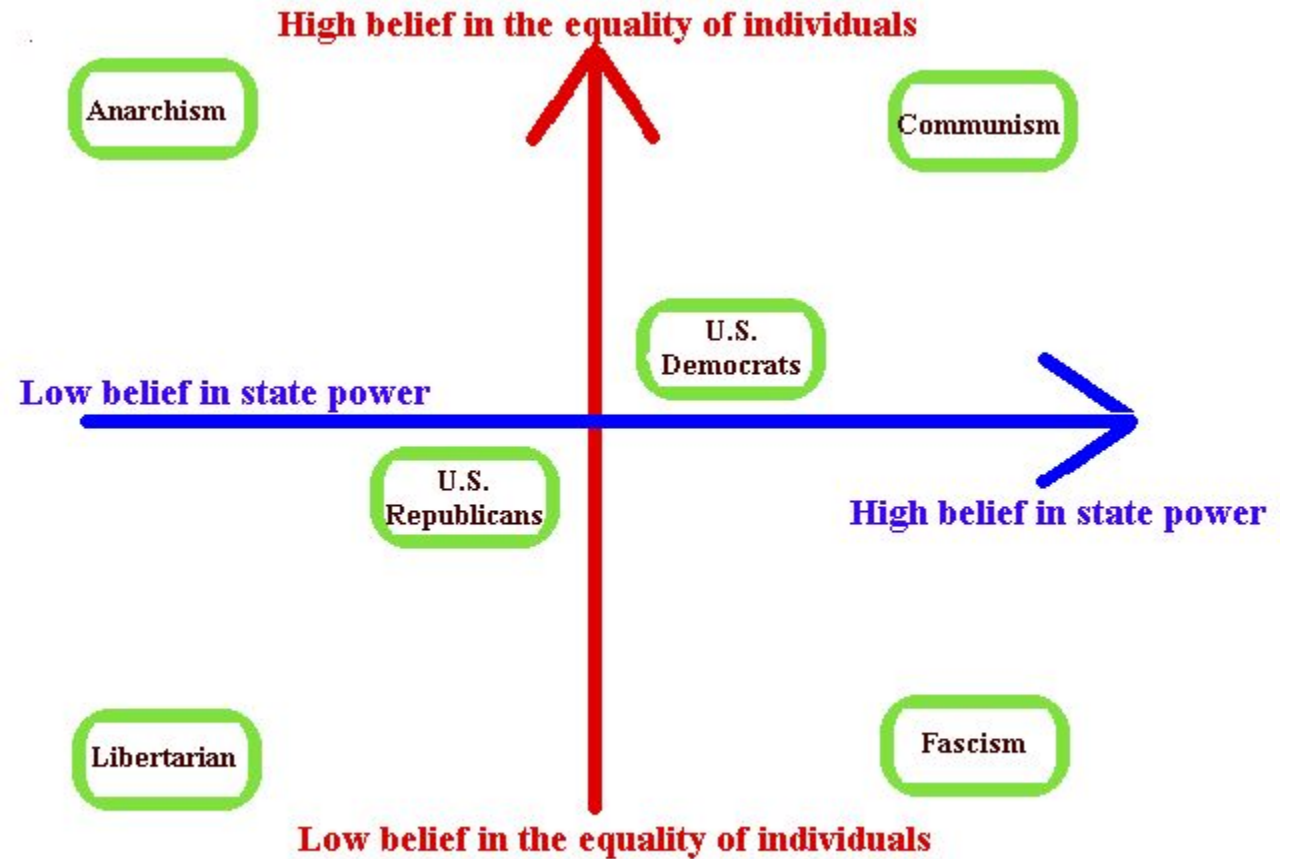 High belief in the equality of individuals
Anarchism
Communism
U.S.
Democrats
Low belief in state power
U.S.
Republicans
High belief in state power
Libertarian
Fascism
Low belief in the equality of individuals